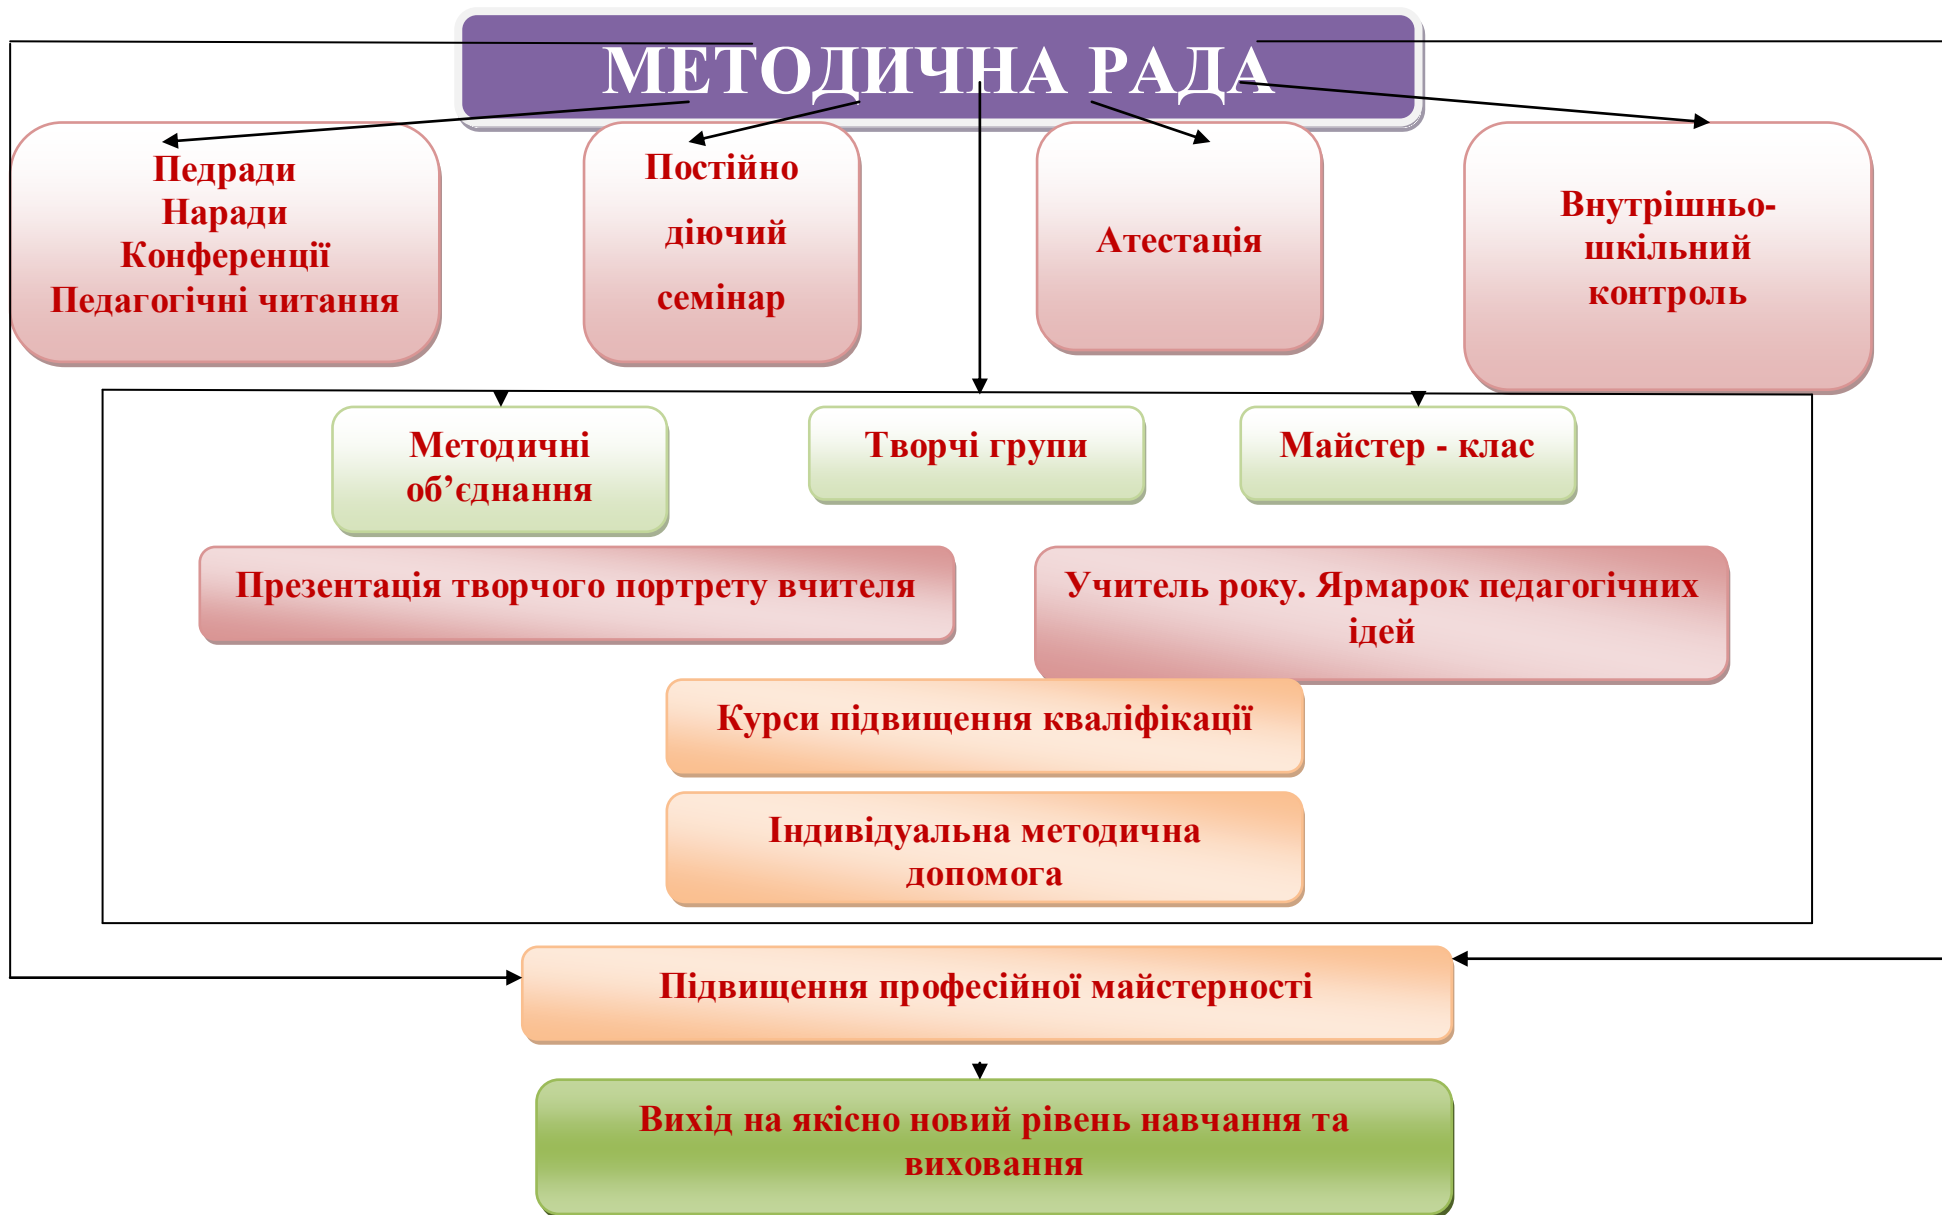 МЕТОДИЧНА РАДА
Педради
Наради
Конференції
Педагогічні читання
Постійно
діючий
семінар
Атестація
Внутрішньо-
шкільний
контроль
Методичні
об’єднання
Творчі групи
Майстер - клас
Презентація творчого портрету вчителя
Учитель року. Ярмарок педагогічних
ідей
Курси підвищення кваліфікації
Індивідуальна методична
допомога
Підвищення професійної майстерності
Вихід на якісно новий рівень навчання та
виховання